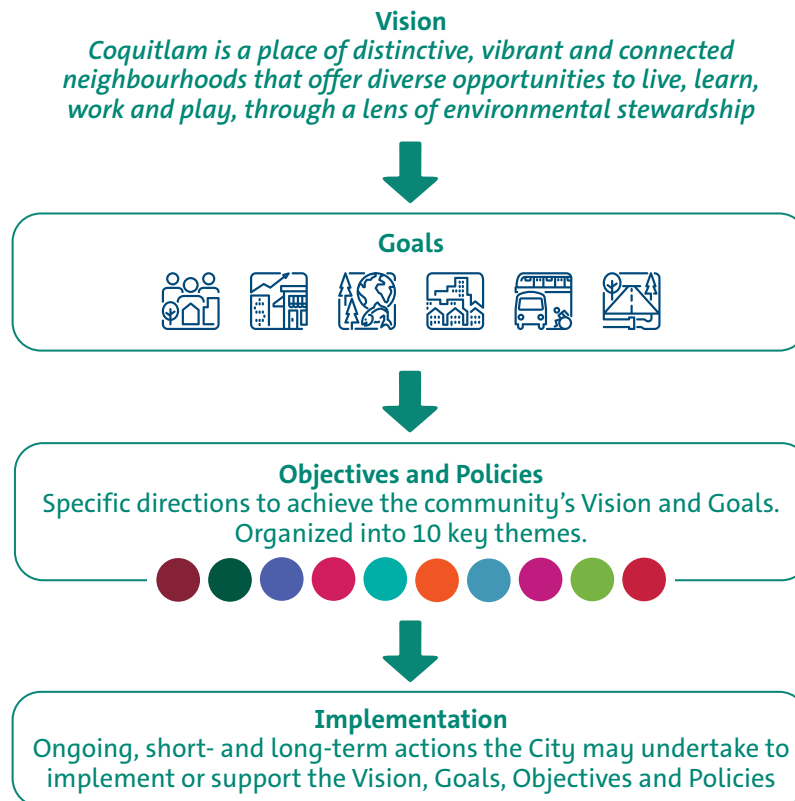 Vision
Coquitlam is a place of distinctive, vibrant and connected
neighbourhoods that offer diverse opportunities to live, learn,
work and play, through a lens of environmental stewardship
Goals
Objectives and Policies
Specific directions to achieve the community's Vision and Goals.
Organized into 10 key themes.
Implementation
Ongoing, short- and long-term actions the City may undertake to
implement or support the Vision, Goals, Objectives and Policies